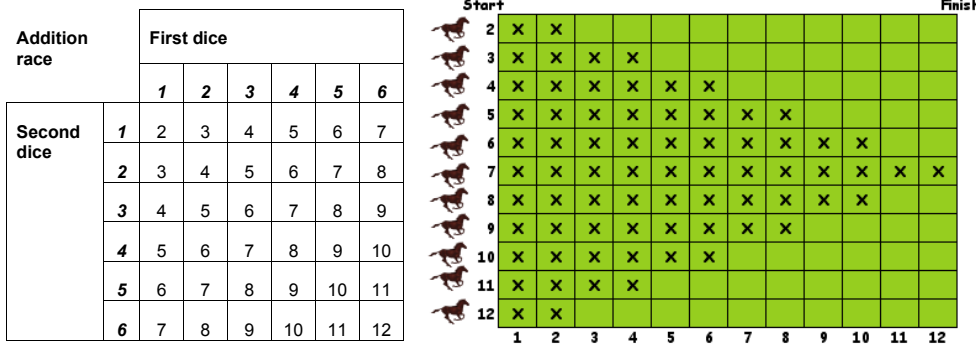 Addition race
First dice
1 2 3 4 5 6
Second dice
1 2 3 4 5 6 7
2 3 4 5 6 7 8
3 4 5 6 7 8 9
4 5 6 7 8 9 10
5 6 7 8 9 10 11
6 7 8 9 10 11 12
Start Finish
2 x x
3 x x x x
4 x x x x x x
5 x x x x x x x x
6 x x x x x x x x x x
7 x x x x x x x x x x x x
8 x x x x x x x x x x
9 x x x x x x x x
10 x x x x x x
11 x x x x
12 x x
1 2 3 4 5 6 7 8 9 10 11 12